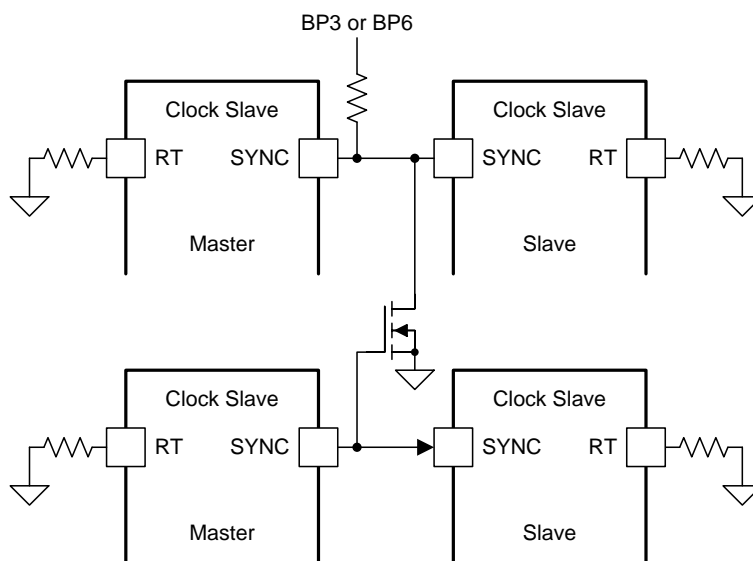 BP3 or BP6
Clock Slave
Clock Slave
RT
SYNC
SYNC
RT
Master
Slave
Clock Slave
Clock Slave
RT
SYNC
SYNC
RT
Master
Slave